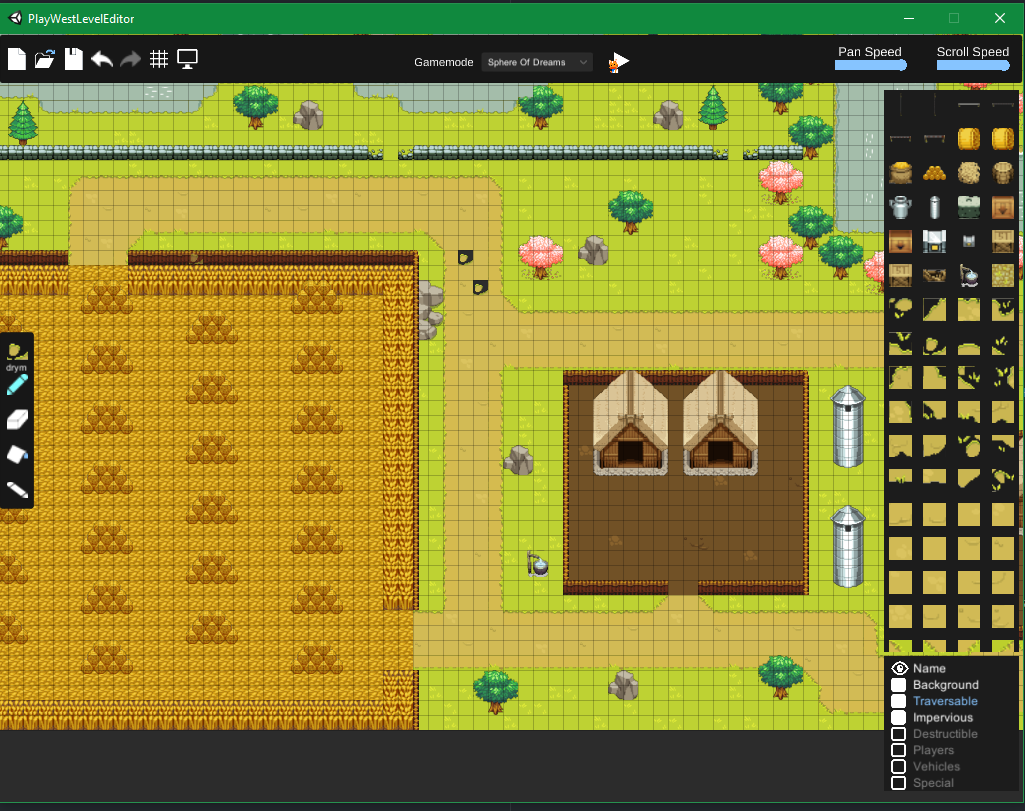 PlayWestLevelEditor
Gamemode
Sphere Of Dreams
Pan Speed
Scroll Speed
drym
Name
Background
Traversable
Impervious
Destructible
Players
Vehicles
Special